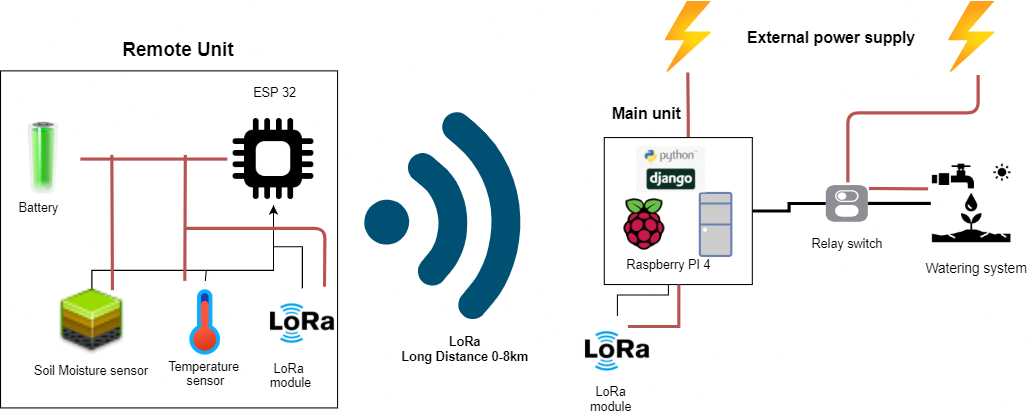 Remote Unit
ESP 32
Battery
Soil Moisture sensor
Temperature
sensor
LoRa
LoRa
module
LoRa
Long Distance 0-8km
External power supply
Main unit
python™
django
Raspberry PI 4
LoRa
LoRa
module
Relay switch
Watering system